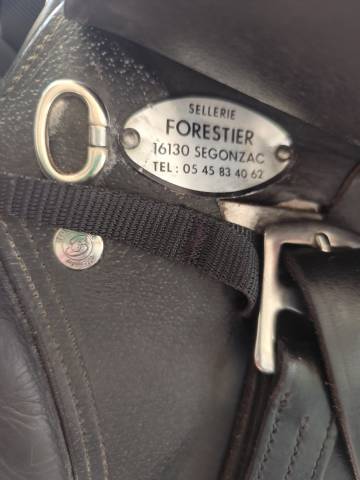 SELLERIE
FORESTIER
16130 SEGONZAC
TEL : 05 45 83 40 62